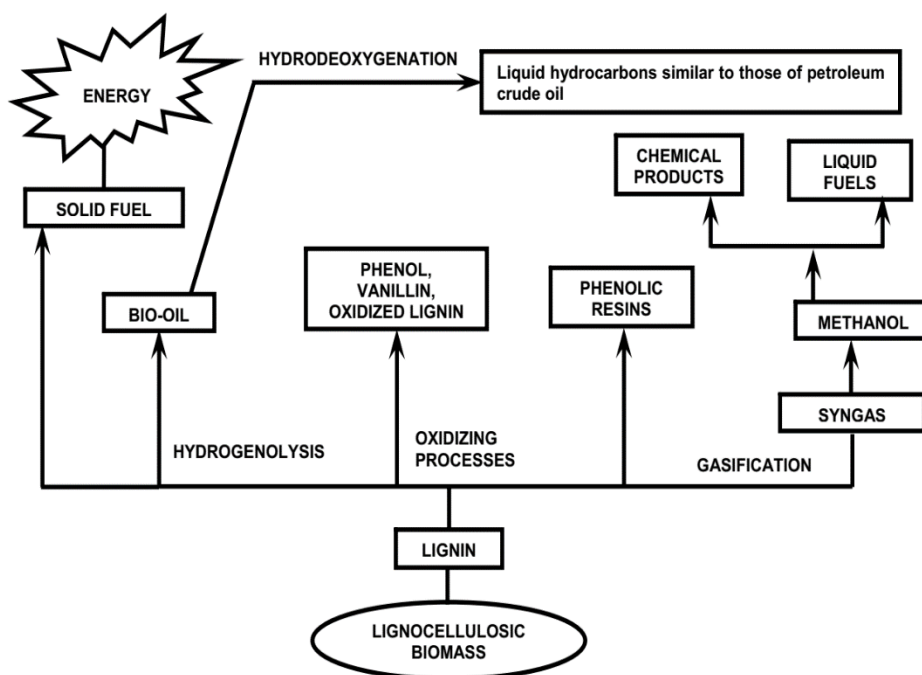 HYDRODEOXYGENATION
Liquid hydrocarbons similar to those of petroleum
crude oil
ENERGY
CHEMICAL
PRODUCTS
LIQUID
FUELS
SOLID FUEL
PHENOL,
VANILLIN,
OXIDIZED LIGNIN
PHENOLIC
RESINS
BIO-OIL
METHANOL
SYNGAS
HYDROGENOLYSIS
OXIDIZING
PROCESSES
GASIFICATION
LIGNIN
LIGNOCELLULOSIC
BIOMASS